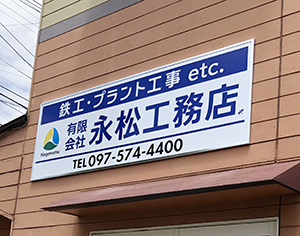 鉄工・プラント工事 etc.
有限会社 永松工務店
Nagamatsu
TEL 097-574-4400